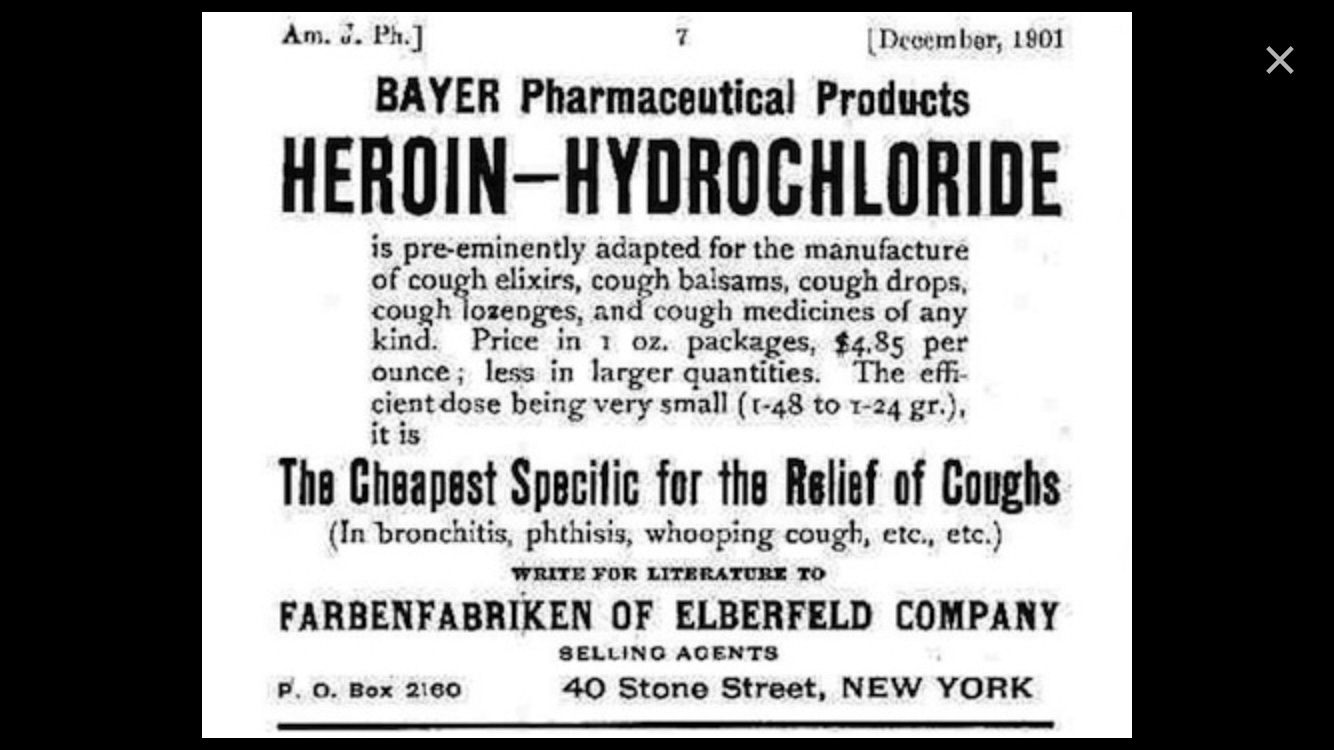 Am. J. Ph.] 7 [December, 1901
BAYER Pharmaceutical Products
HEROIN—HYDROCHLORIDE
is pre-eminently adapted for the manufacture
of cough elixirs, cough balsams, cough drops,
cough lozenges, and cough medicines of any
kind. Price in 1 oz. packages, $4.85 per
ounce; less in larger quantities. The effi-
cient dose being very small (1-48 to 1-24 gr.),
it is
The Cheapest Specific for the Relief of Coughs
(In bronchitis, phthisis, whooping cough, etc., etc.)
WRITE FOR LITERATURE TO
FARBENFABRIKEN OF ELBERFELD COMPANY
SELLING AGENTS
P. O. Box 2160 40 Stone Street, NEW YORK